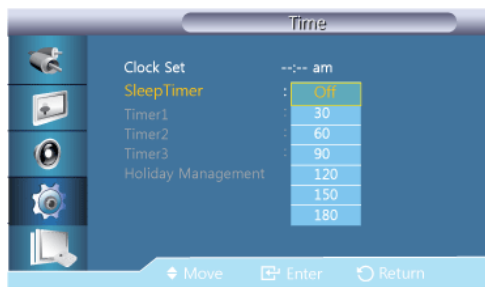 Time
Clock Set --:-- am
SleepTimer : Off
Timer1 : 30
Timer2 : 60
Timer3 : 90
Holiday Management 120
150
180
Move Enter Return